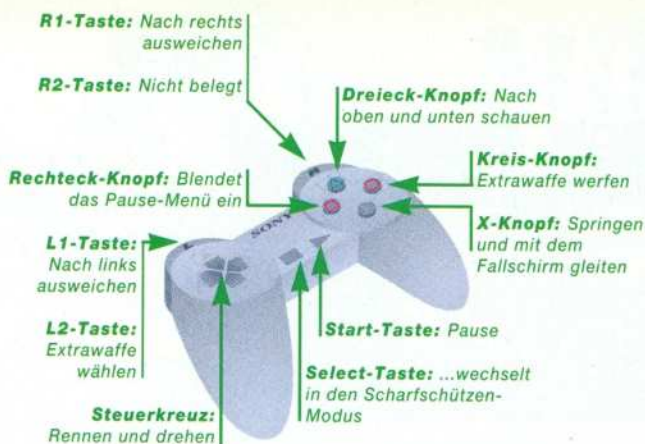 R1-Taste: Nach rechts
ausweichen
R2-Taste: Nicht belegt
Dreieck-Knopf: Nach
oben und unten schauen
Rechteck-Knopf: Blendet
das Pause-Menü ein
Kreis-Knopf:
Extrawaffe werfen
L1-Taste:
Nach links
ausweichen
X-Knopf: Springen
und mit dem
Fallschirm gleiten
L2-Taste:
Extrawaffe
wählen
Start-Taste: Pause
Select-Taste: ...wechselt
in den Scharfschützen-
Modus
Steuerkreuz:
Rennen und drehen
SONY
R
L